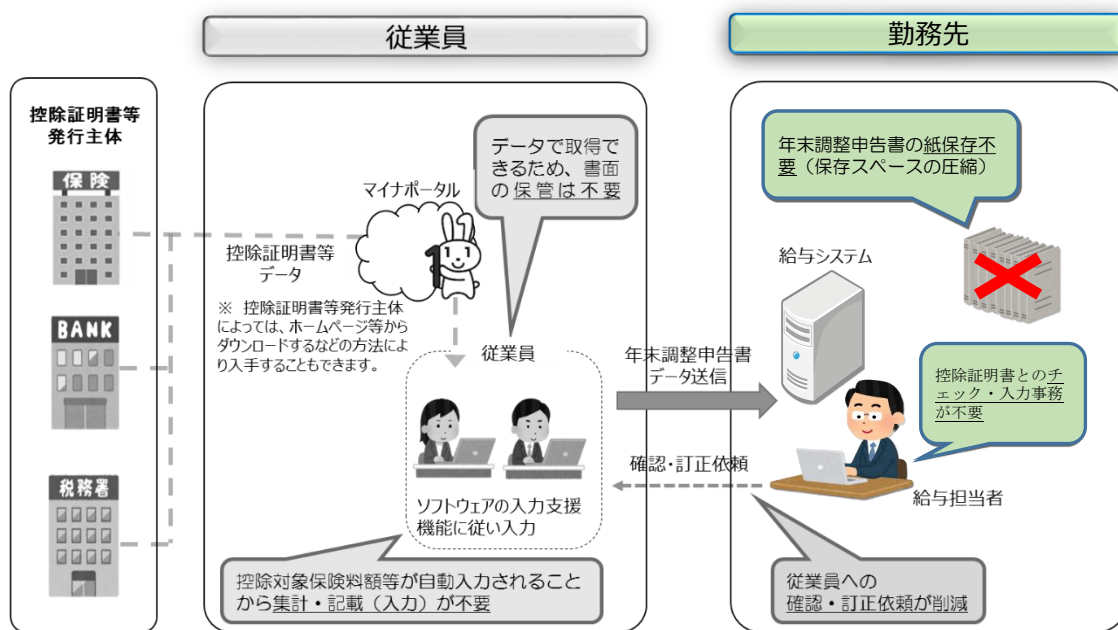 従業員
勤務先
控除証明書等
発行主体
保険
BANK
税務署
マイナポータル
1
控除証明書等
データ
※ 控除証明書等発行主体
によっては、ホームページ等から
ダウンロードするなどの方法によ
り入手することもできます。
データで取得で
きるため、書面
の保管は不要
従業員
ソフトウェアの入力支援
機能に従い入力
控除対象保険料額等が自動入力されること
から集計・記載（入力）が不要
年末調整申告書
データ送信
確認・訂正依頼
年末調整申告書の紙保存不
要（保存スペースの圧縮）
給与システム
控除証明書とのチ
ェック・入力事務
が不要
給与担当者
従業員への
確認・訂正依頼が削減